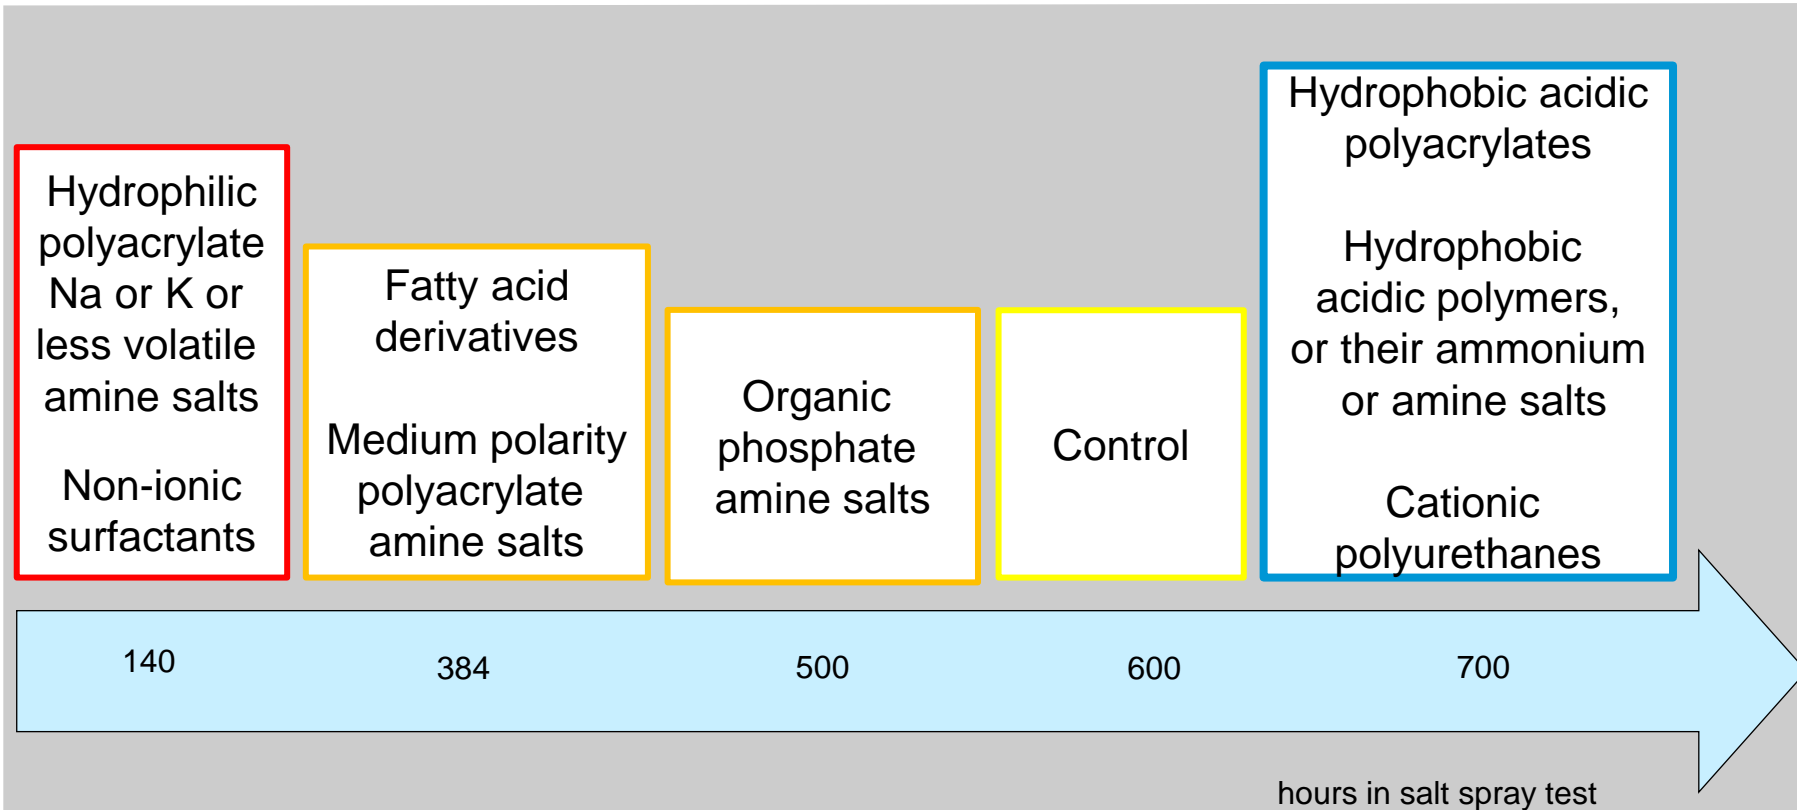 Hydrophilic
polyacrylate
Na or K or
less volatile
amine salts
Non-ionic
surfactants
Fatty acid
derivatives
Medium polarity
polyacrylate
amine salts
Organic
phosphate
amine salts
Control
Hydrophobic acidic
polyacrylates
Hydrophobic
acidic polymers,
or their ammonium
or amine salts
Cationic
polyurethanes
140
384
500
600
700
hours in salt spray test